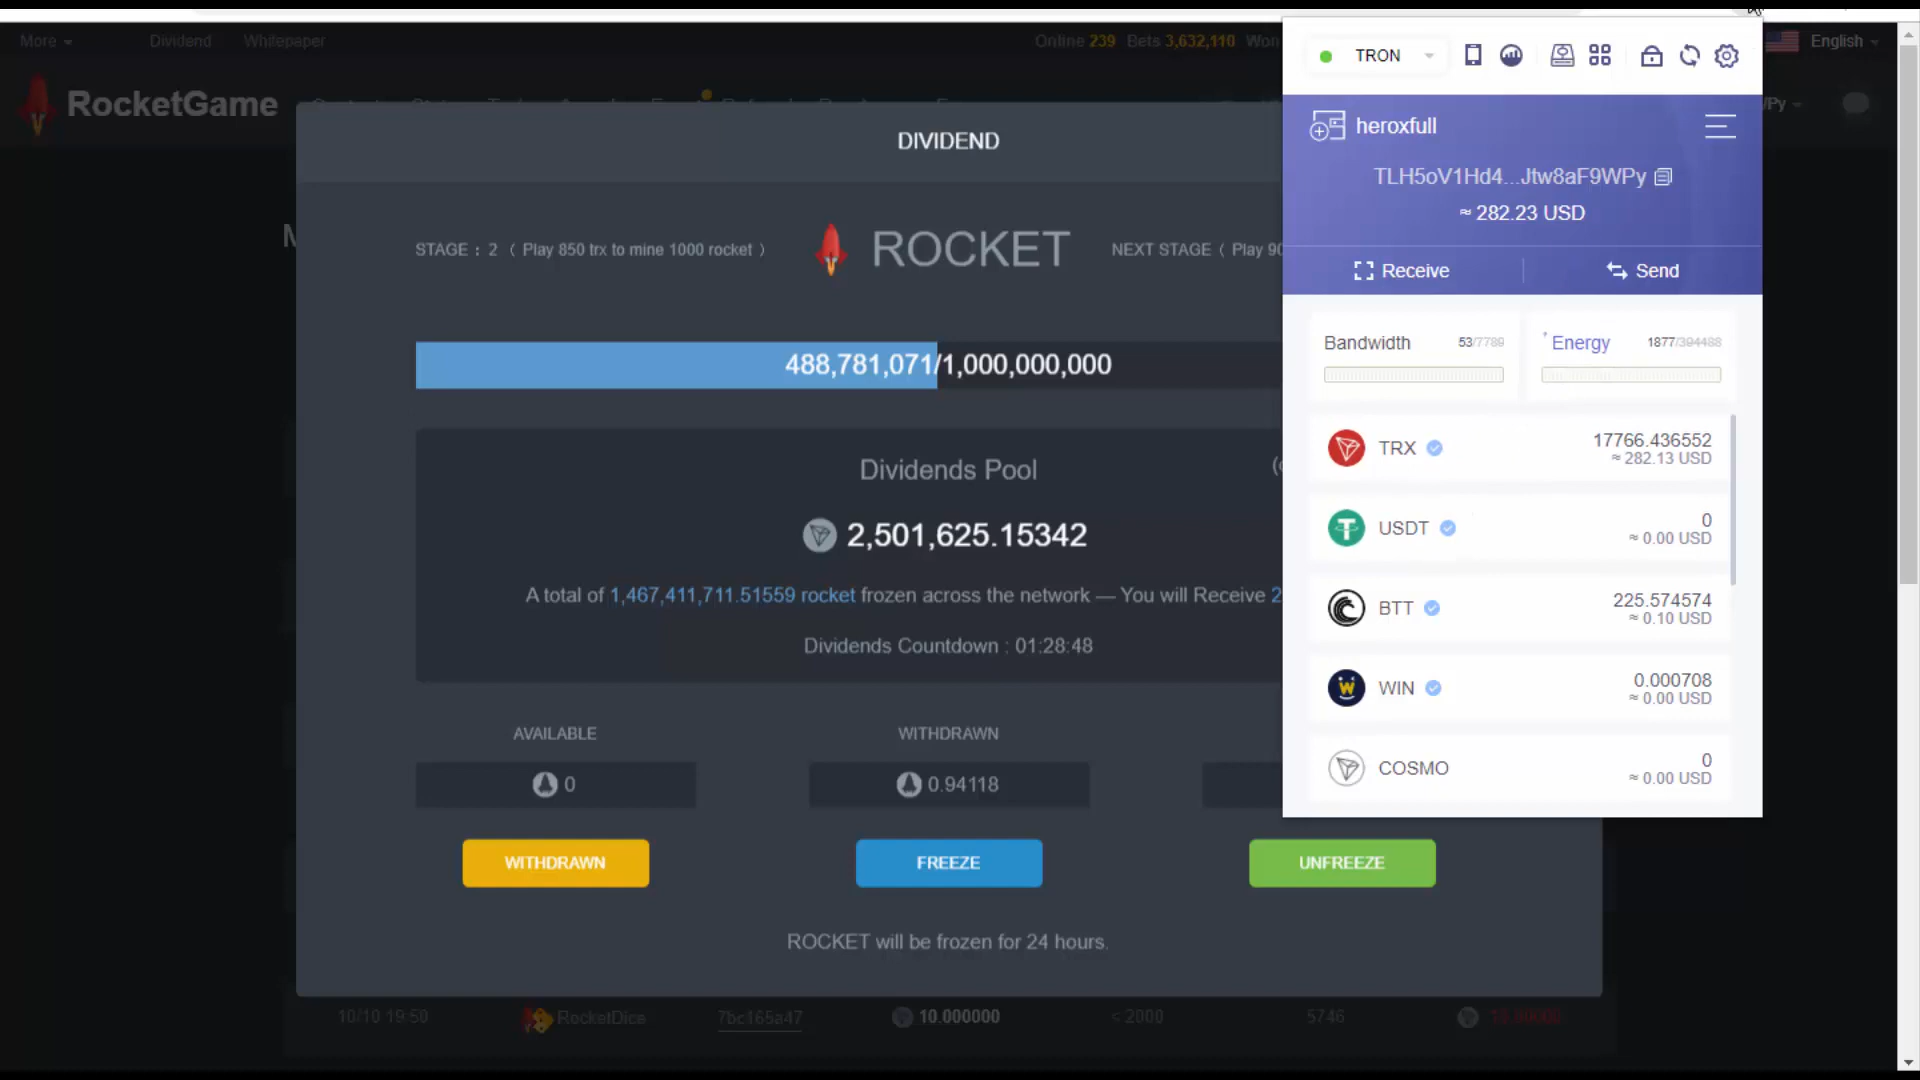 More
Dividend
Whitepaper
Online 239 Bets 3,632,110 Won
English
RocketGame
DIVIDEND
STAGE : 2 ( Play 850 trx to mine 1000 rocket )
ROCKET
NEXT STAGE ( Play 90
488,781,071/1,000,000,000
Dividends Pool
2,501,625.15342
A total of 1,467,411,711.51559 rocket frozen across the network — You will Receive 2
Dividends Countdown : 01:28:48
AVAILABLE
WITHDRAWN
0
0.94118
WITHDRAWN
FREEZE
UNFREEZE
ROCKET will be frozen for 24 hours.
10/10 19:50
RocketDice
7bc165a47
10.000000
< 2000
5746
TRON
heroxfull
TLH5oV1Hd4...Jtw8aF9WPy
≈ 282.23 USD
Receive
Send
Bandwidth
53/7789
Energy
1877/394488
TRX
17766.436552
≈ 282.13 USD
USDT
0
≈ 0.00 USD
BTT
225.574574
≈ 0.10 USD
WIN
0.000708
≈ 0.00 USD
COSMO
0
≈ 0.00 USD